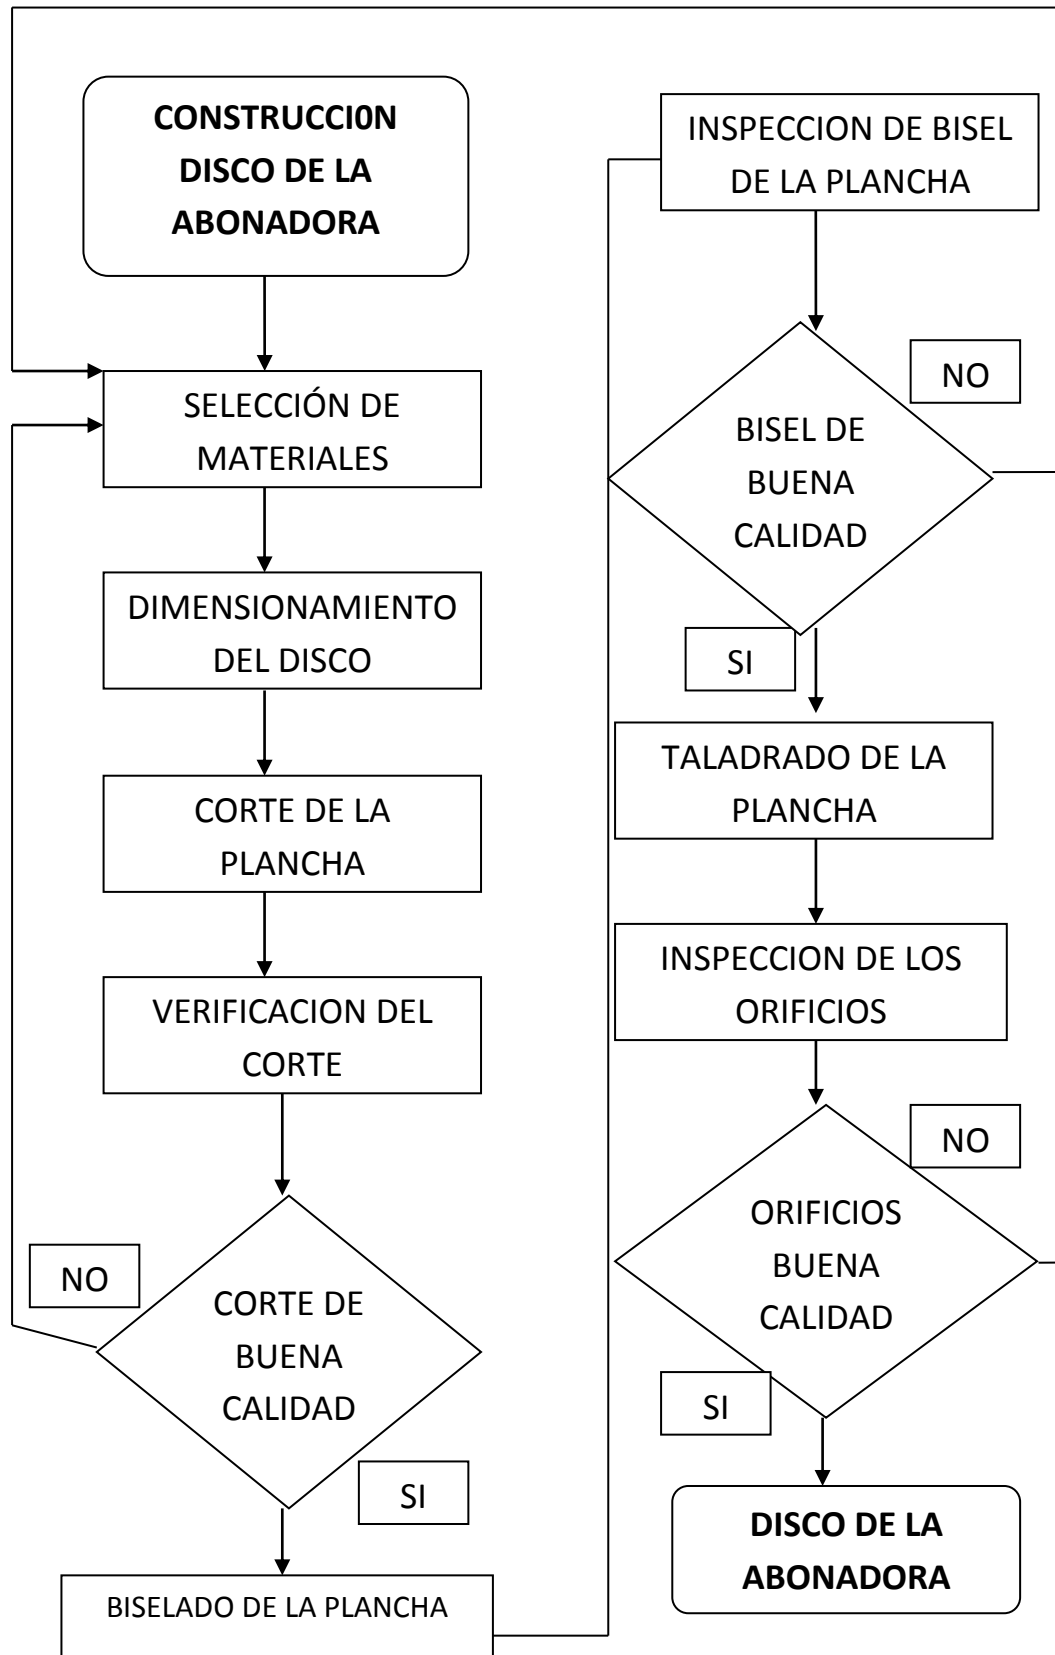 CONSTRUCCI0N
DISCO DE LA
ABONADORA
SELECCIÓN DE
MATERIALES
DIMENSIONAMIENTO
DEL DISCO
CORTE DE LA
PLANCHA
VERIFICACION DEL
CORTE
NO
CORTE DE
BUENA
CALIDAD
SI
BISELADO DE LA PLANCHA
INSPECCION DE BISEL
DE LA PLANCHA
NO
BISEL DE
BUENA
CALIDAD
SI
TALADRADO DE LA
PLANCHA
INSPECCION DE LOS
ORIFICIOS
NO
ORIFICIOS
BUENA
CALIDAD
SI
DISCO DE LA
ABONADORA